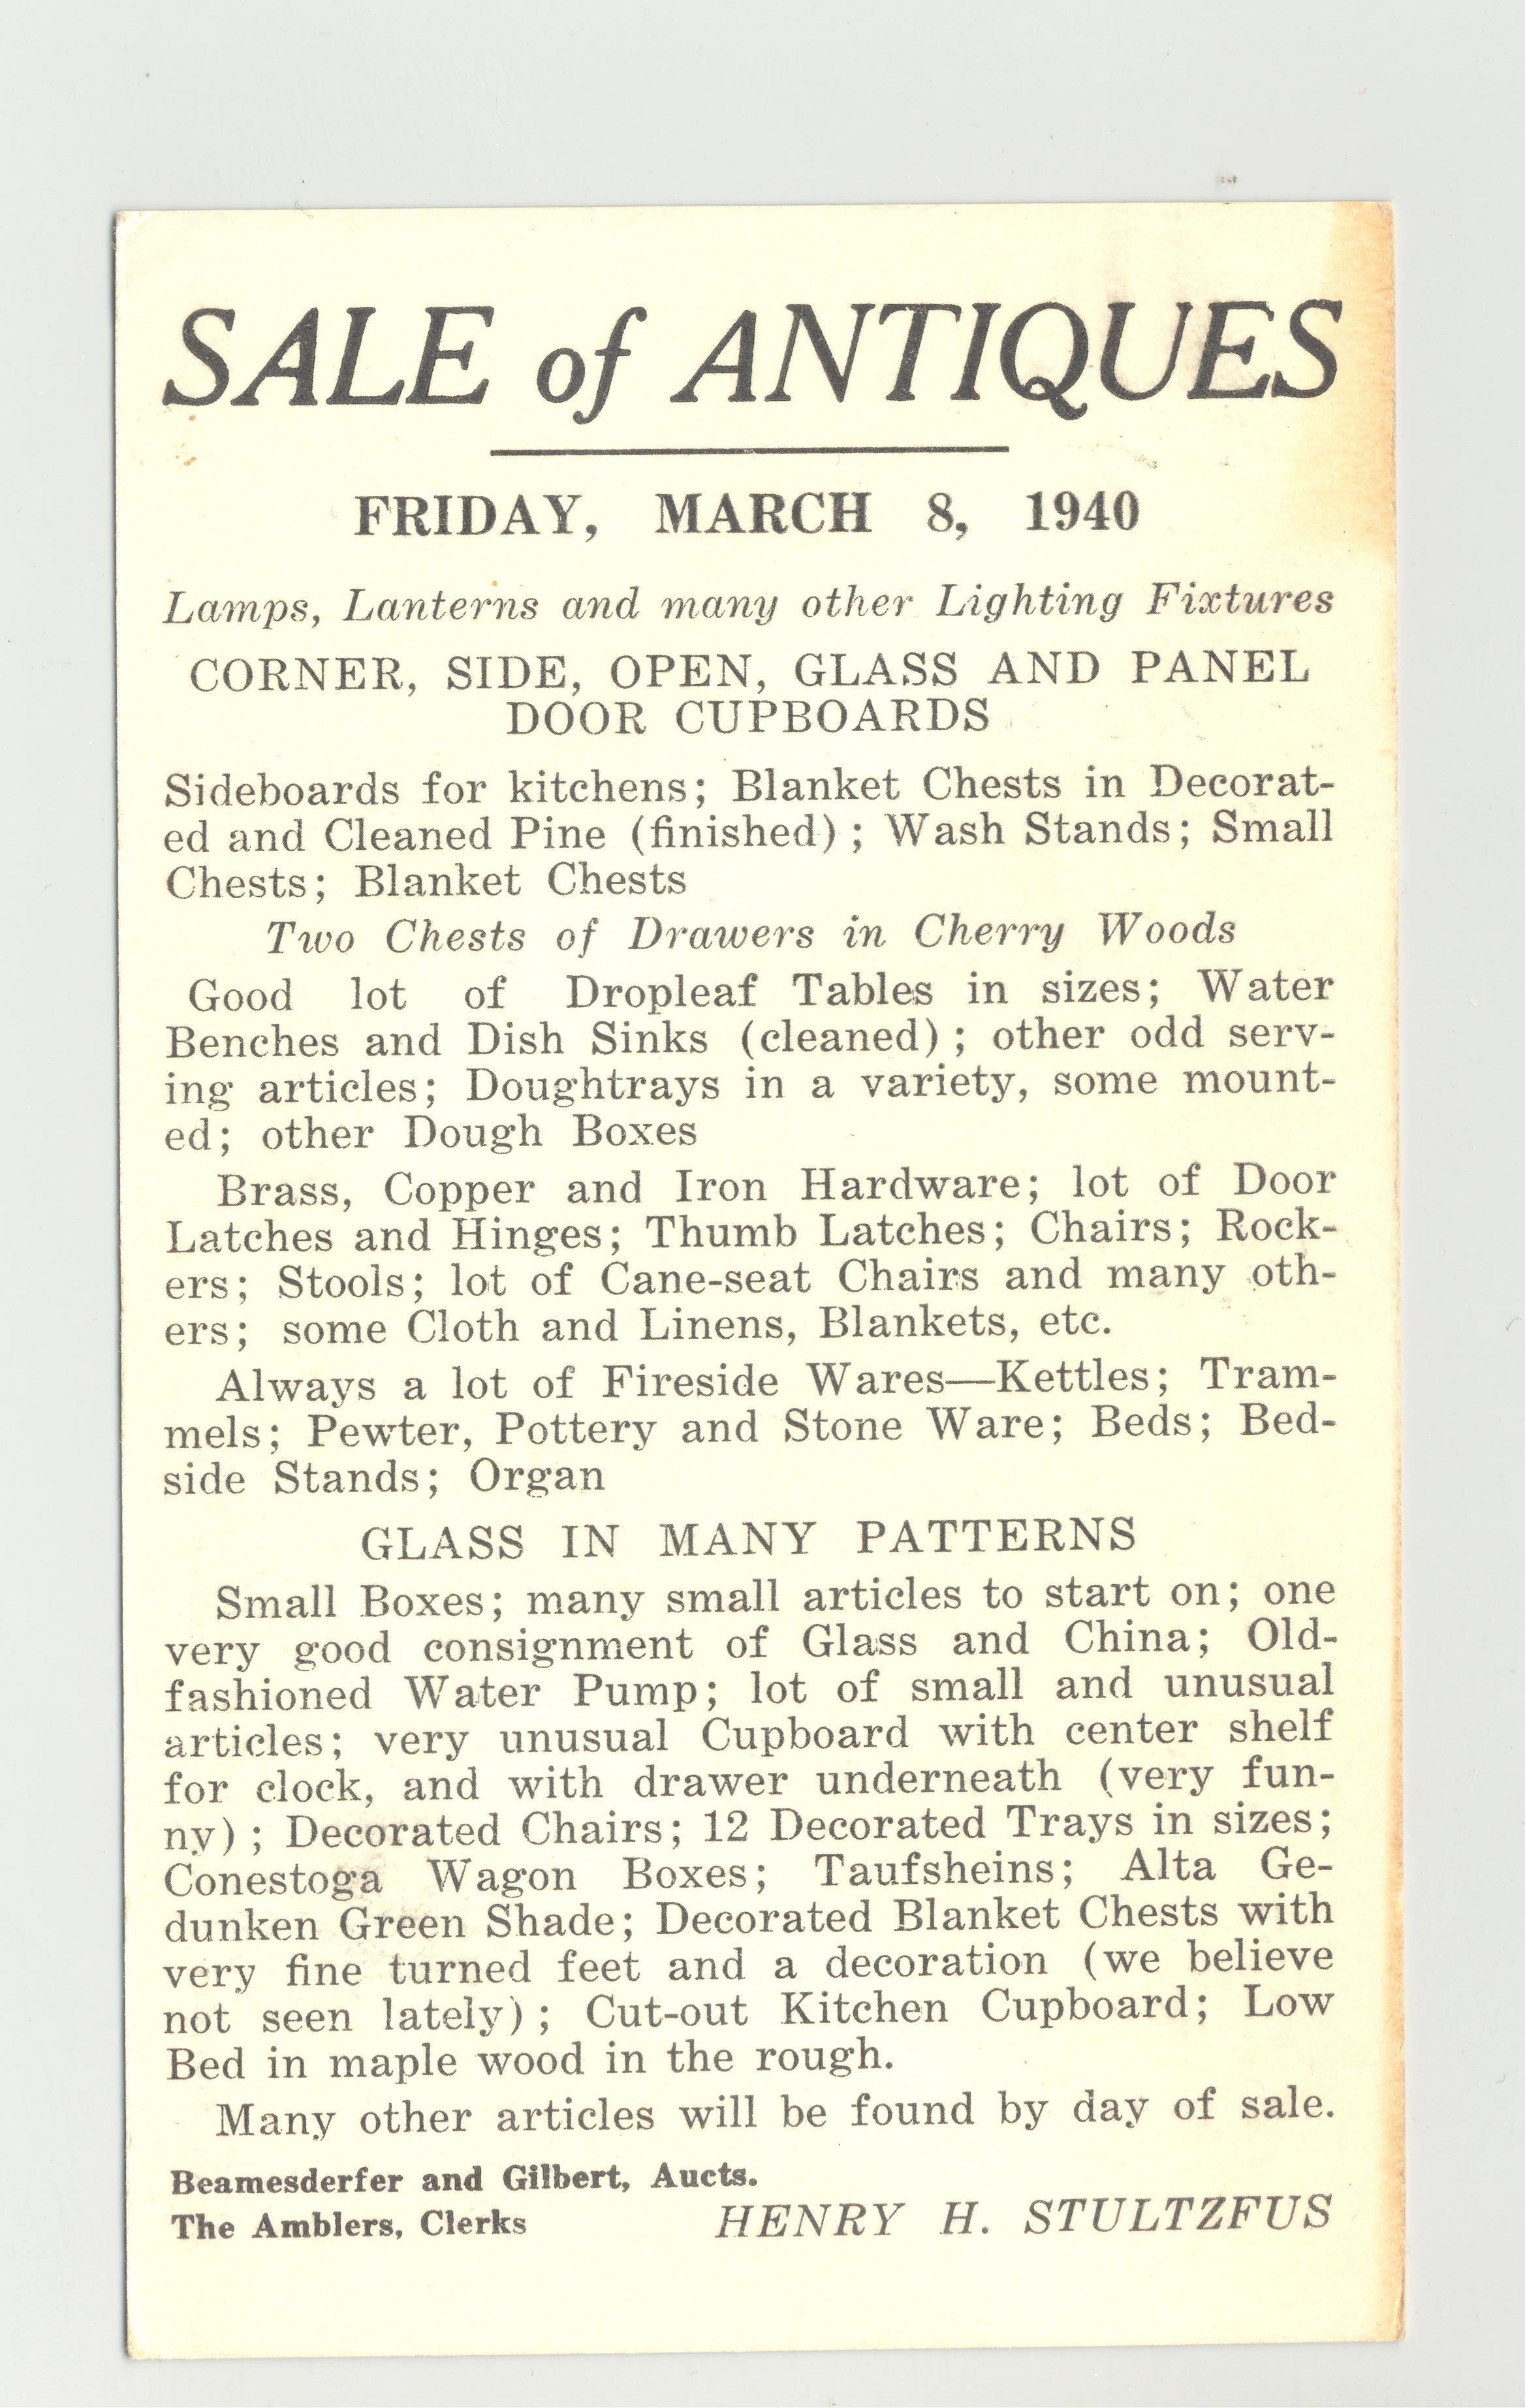 SALE of ANTIQUES
FRIDAY, MARCH 8, 1940
Lamps, Lanterns and many other Lighting Fixtures
CORNER, SIDE, OPEN, GLASS AND PANEL
DOOR CUPBOARDS
Sideboards for kitchens; Blanket Chests in Decorat-
ed and Cleaned Pine (finished) ; Wash Stands; Small
Chests; Blanket Chests
Two Chests of Drawers in Cherry Woods
Good lot of Dropleaf Tables in sizes; Water
Benches and Dish Sinks (cleaned) ; other odd serv-
ing articles; Doughtrays in a variety, some mount-
ed; other Dough Boxes
Brass, Copper and Iron Hardware; lot of Door
Latches and Hinges; Thumb Latches; Chairs; Rock-
ers; Stools; lot of Cane-seat Chairs and many oth-
ers; some Cloth and Linens, Blankets, etc.
Always a lot of Fireside Wares—Kettles; Tram-
mels; Pewter, Pottery and Stone Ware; Beds; Bed-
side Stands; Organ
GLASS IN MANY PATTERNS
Small Boxes; many small articles to start on; one
very good consignment of Glass and China; Old-
fashioned Water Pump; lot of small and unusual
articles; very unusual Cupboard with center shelf
for clock, and with drawer underneath (very fun-
ny) ; Decorated Chairs; 12 Decorated Trays in sizes;
Conestoga Wagon Boxes; Taufsheins; Alta Ge-
dunken Green Shade; Decorated Blanket Chests with
very fine turned feet and a decoration (we believe
not seen lately) ; Cut-out Kitchen Cupboard; Low
Bed in maple wood in the rough.
Many other articles will be found by day of sale.
Beamesderfer and Gilbert, Aucts.
The Amblers, Clerks HENRY H. STULTZFUS